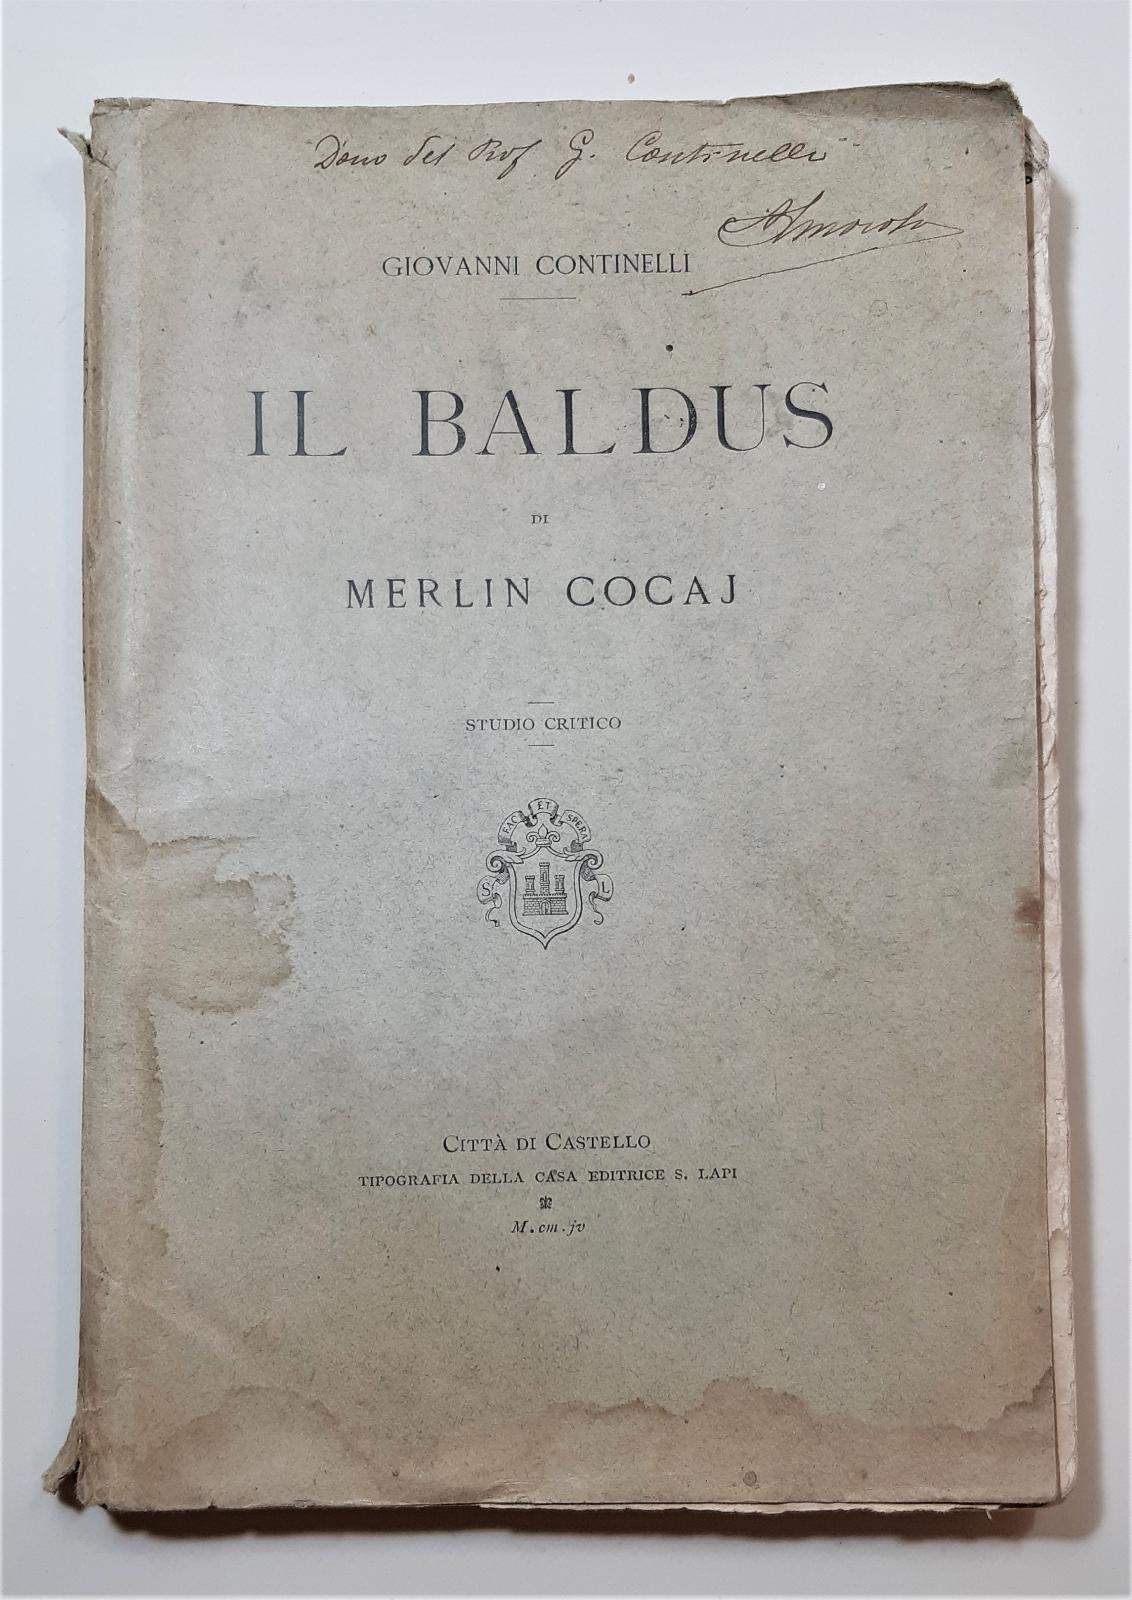 Dono del Prof G. Continelli
GIOVANNI CONTINELLI
IL BALDUS
DI
MERLIN COCAJ
STUDIO CRITICO
FAC ET SPERA
S L
CITTÀ DI CASTELLO
TIPOGRAFIA DELLA CASA EDITRICE S. LAPI
M.cm.jv